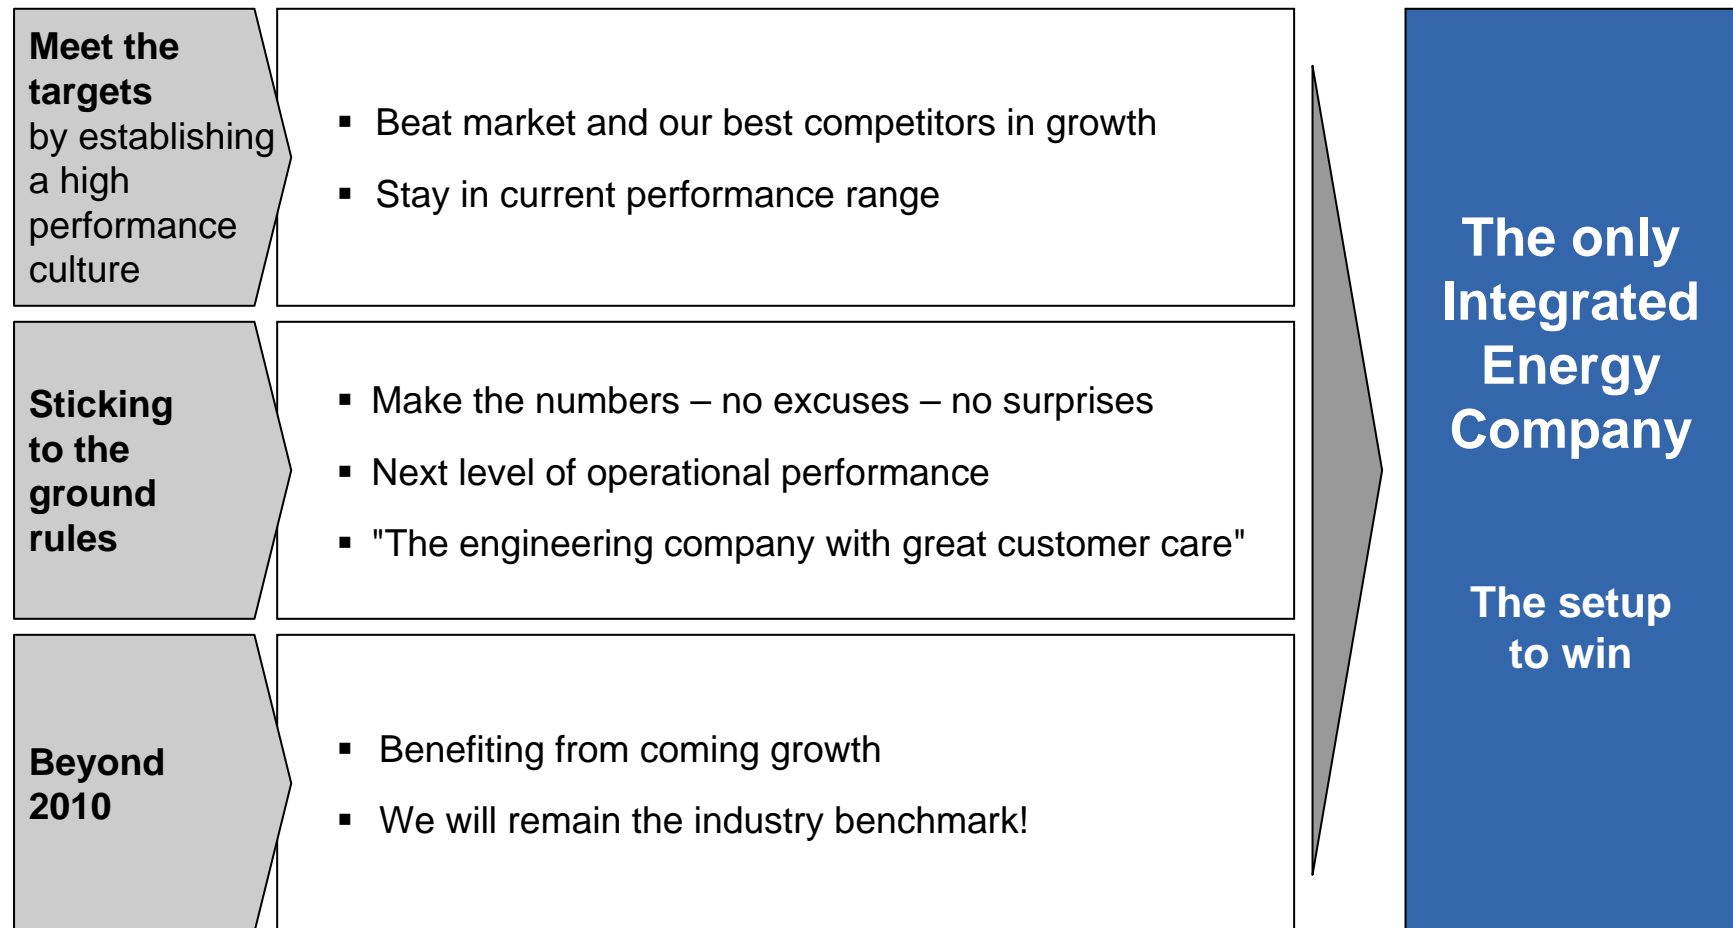 Meet the
targets
by establishing
a high
performance
culture
▪ Beat market and our best competitors in growth
▪ Stay in current performance range
Sticking
to the
ground
rules
▪ Make the numbers – no excuses – no surprises
▪ Next level of operational performance
▪ "The engineering company with great customer care"
Beyond
2010
▪ Benefiting from coming growth
▪ We will remain the industry benchmark!
The only
Integrated
Energy
Company
The setup
to win